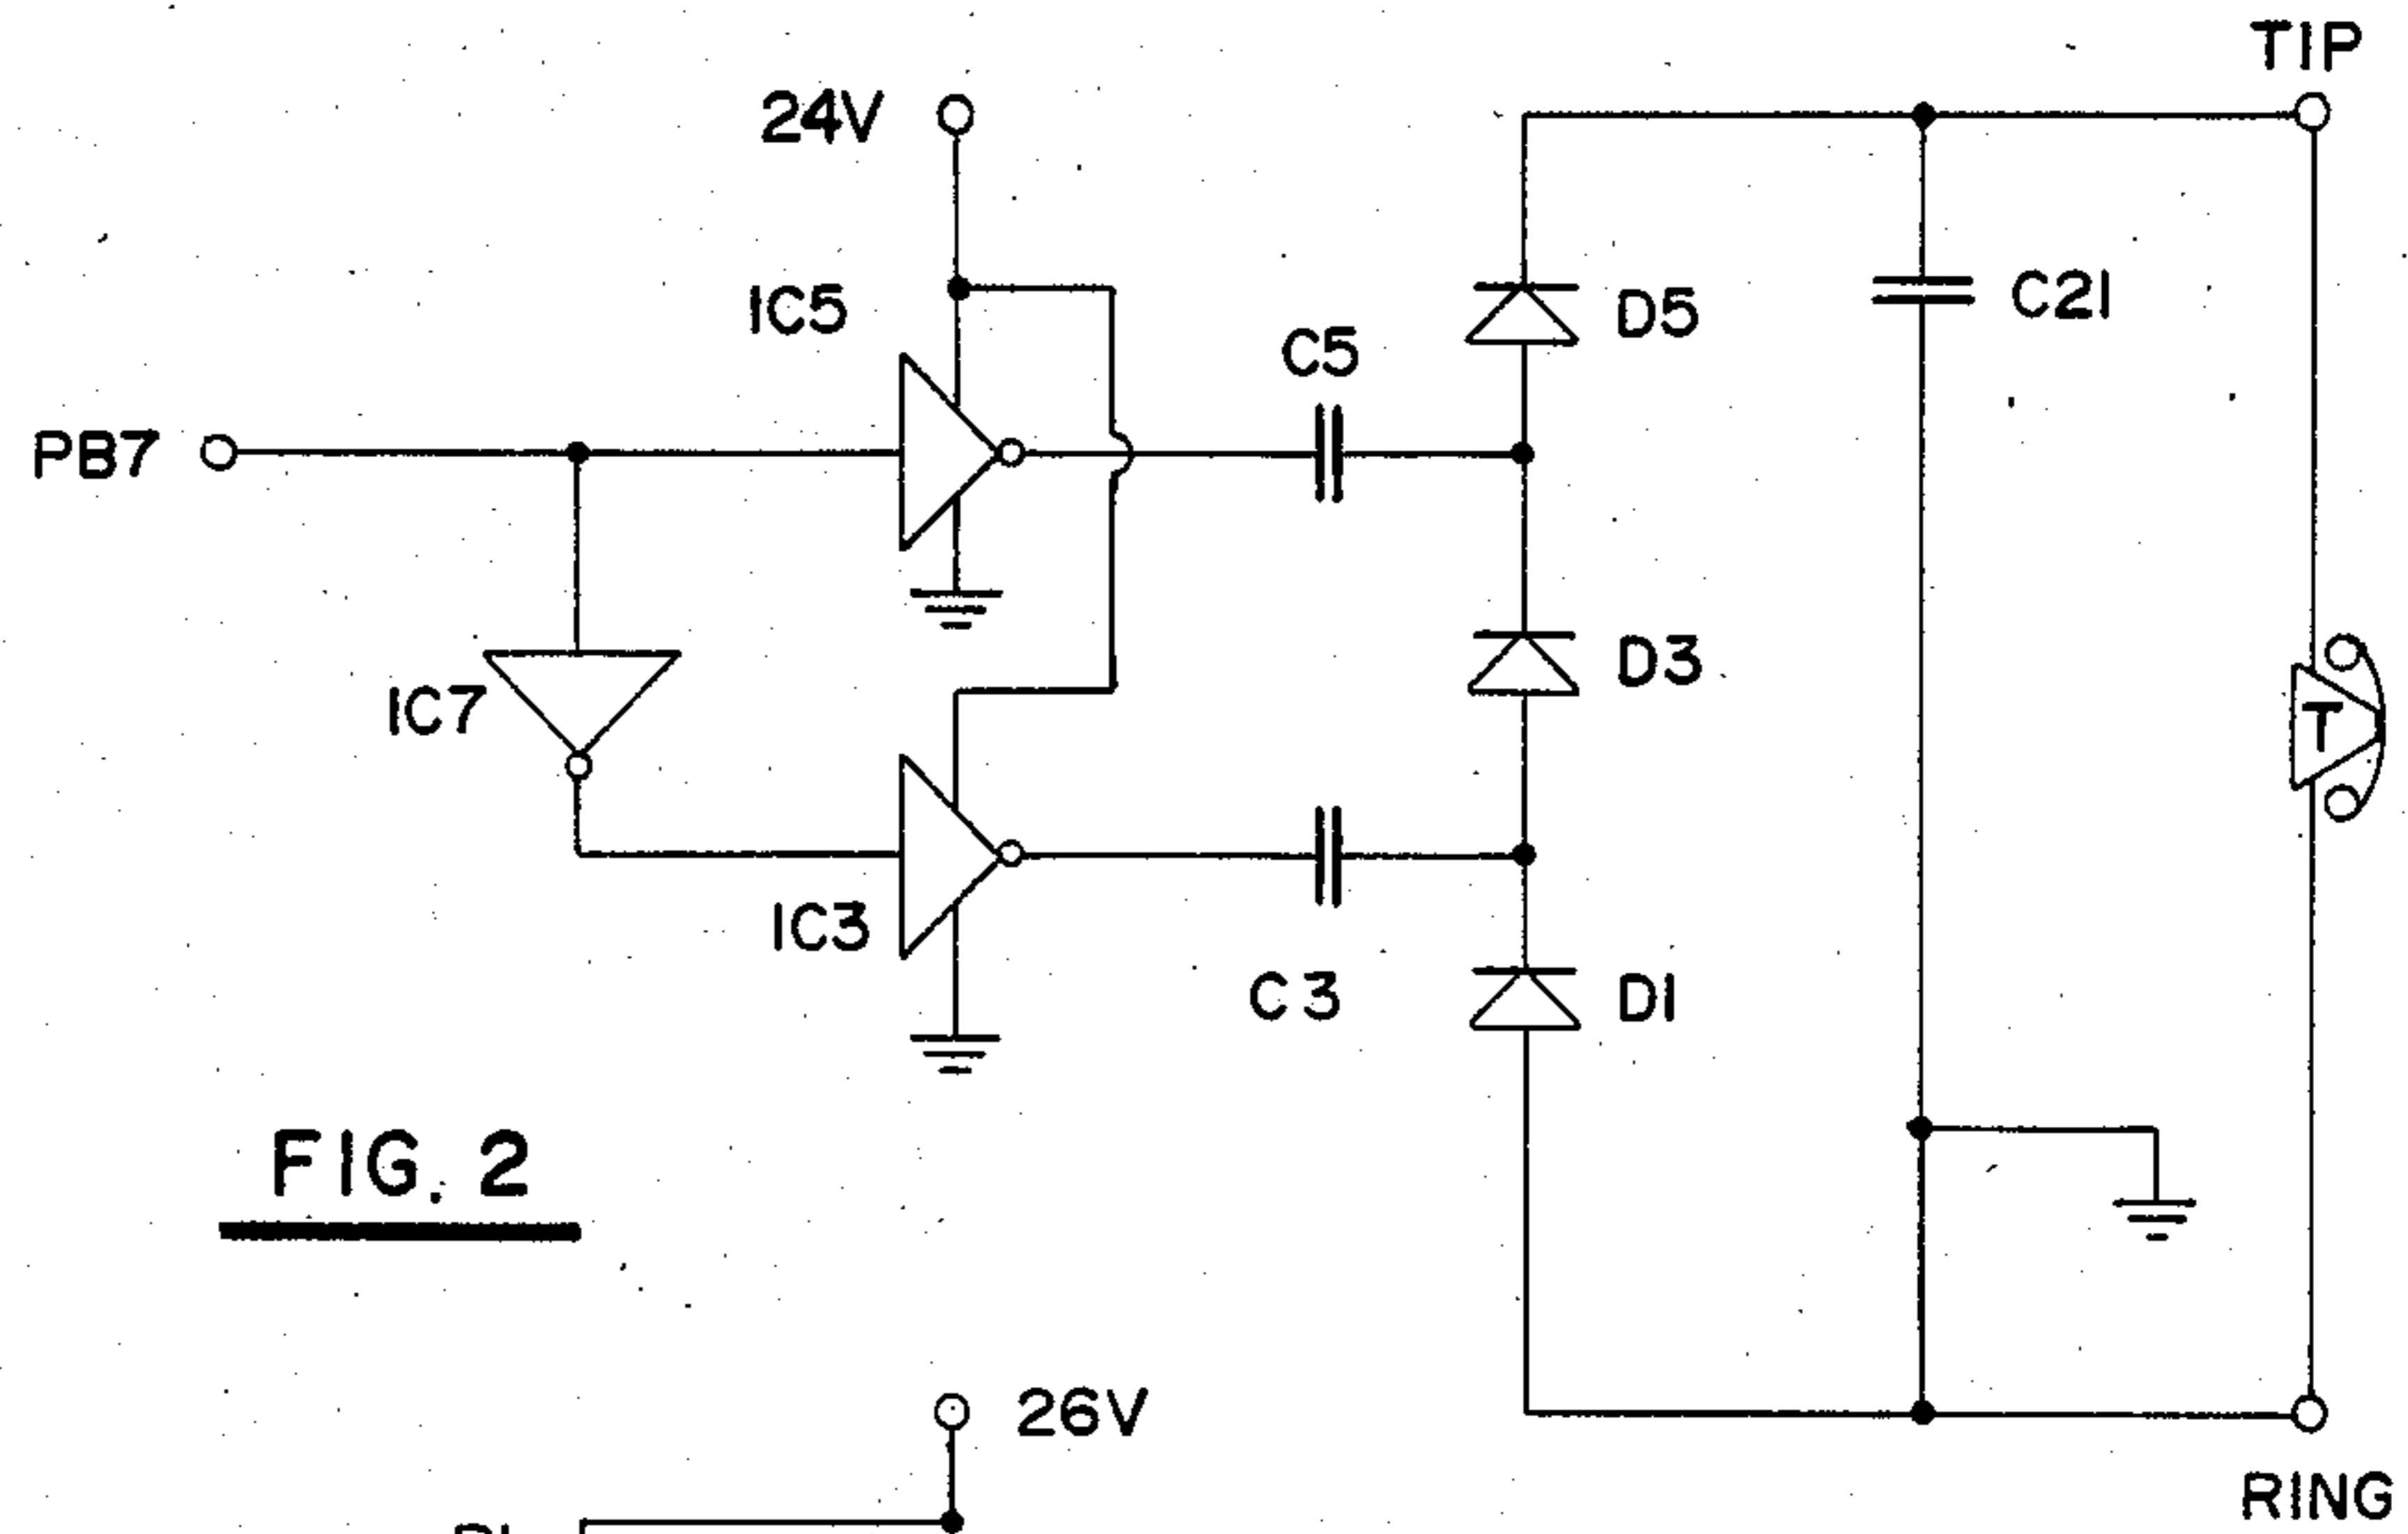 TIP
24V
IC5
C5
D5
C21
PB7
IC7
D3
T
IC3
C3
D1
FIG. 2
26V
RING